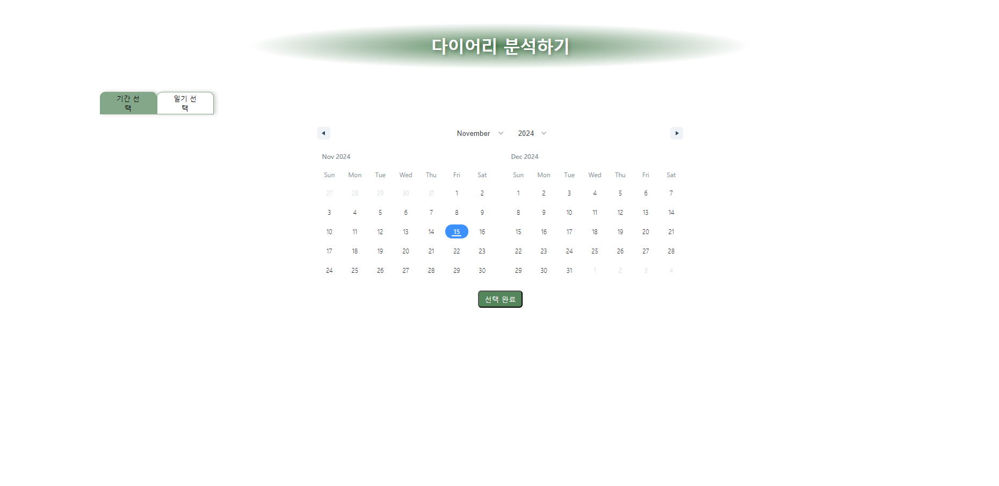 다이어리 분석하기
기간 선
택
일기 선
택
November 2024
Nov 2024
Sun Mon Tue Wed Thu Fri Sat
27 28 29 30 31 1 2
3 4 5 6 7 8 9
10 11 12 13 14 15 16
17 18 19 20 21 22 23
24 25 26 27 28 29 30
Dec 2024
Sun Mon Tue Wed Thu Fri Sat
1 2 3 4 5 6 7
8 9 10 11 12 13 14
15 16 17 18 19 20 21
22 23 24 25 26 27 28
29 30 31 1 2 3 4
선택 완료